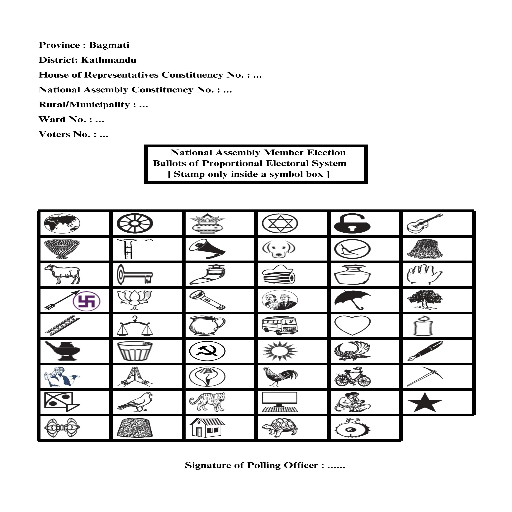 Province : Bagmati
District: Kathmandu
House of Representatives Constituency No. : ...
National Assembly Constituency No. : ...
Rural/Municipality : ...
Ward No. : ...
Voters No. : ...
National Assembly Member Election
Ballots of Proportional Electoral System
[ Stamp only inside a symbol box ]
Signature of Polling Officer : ......